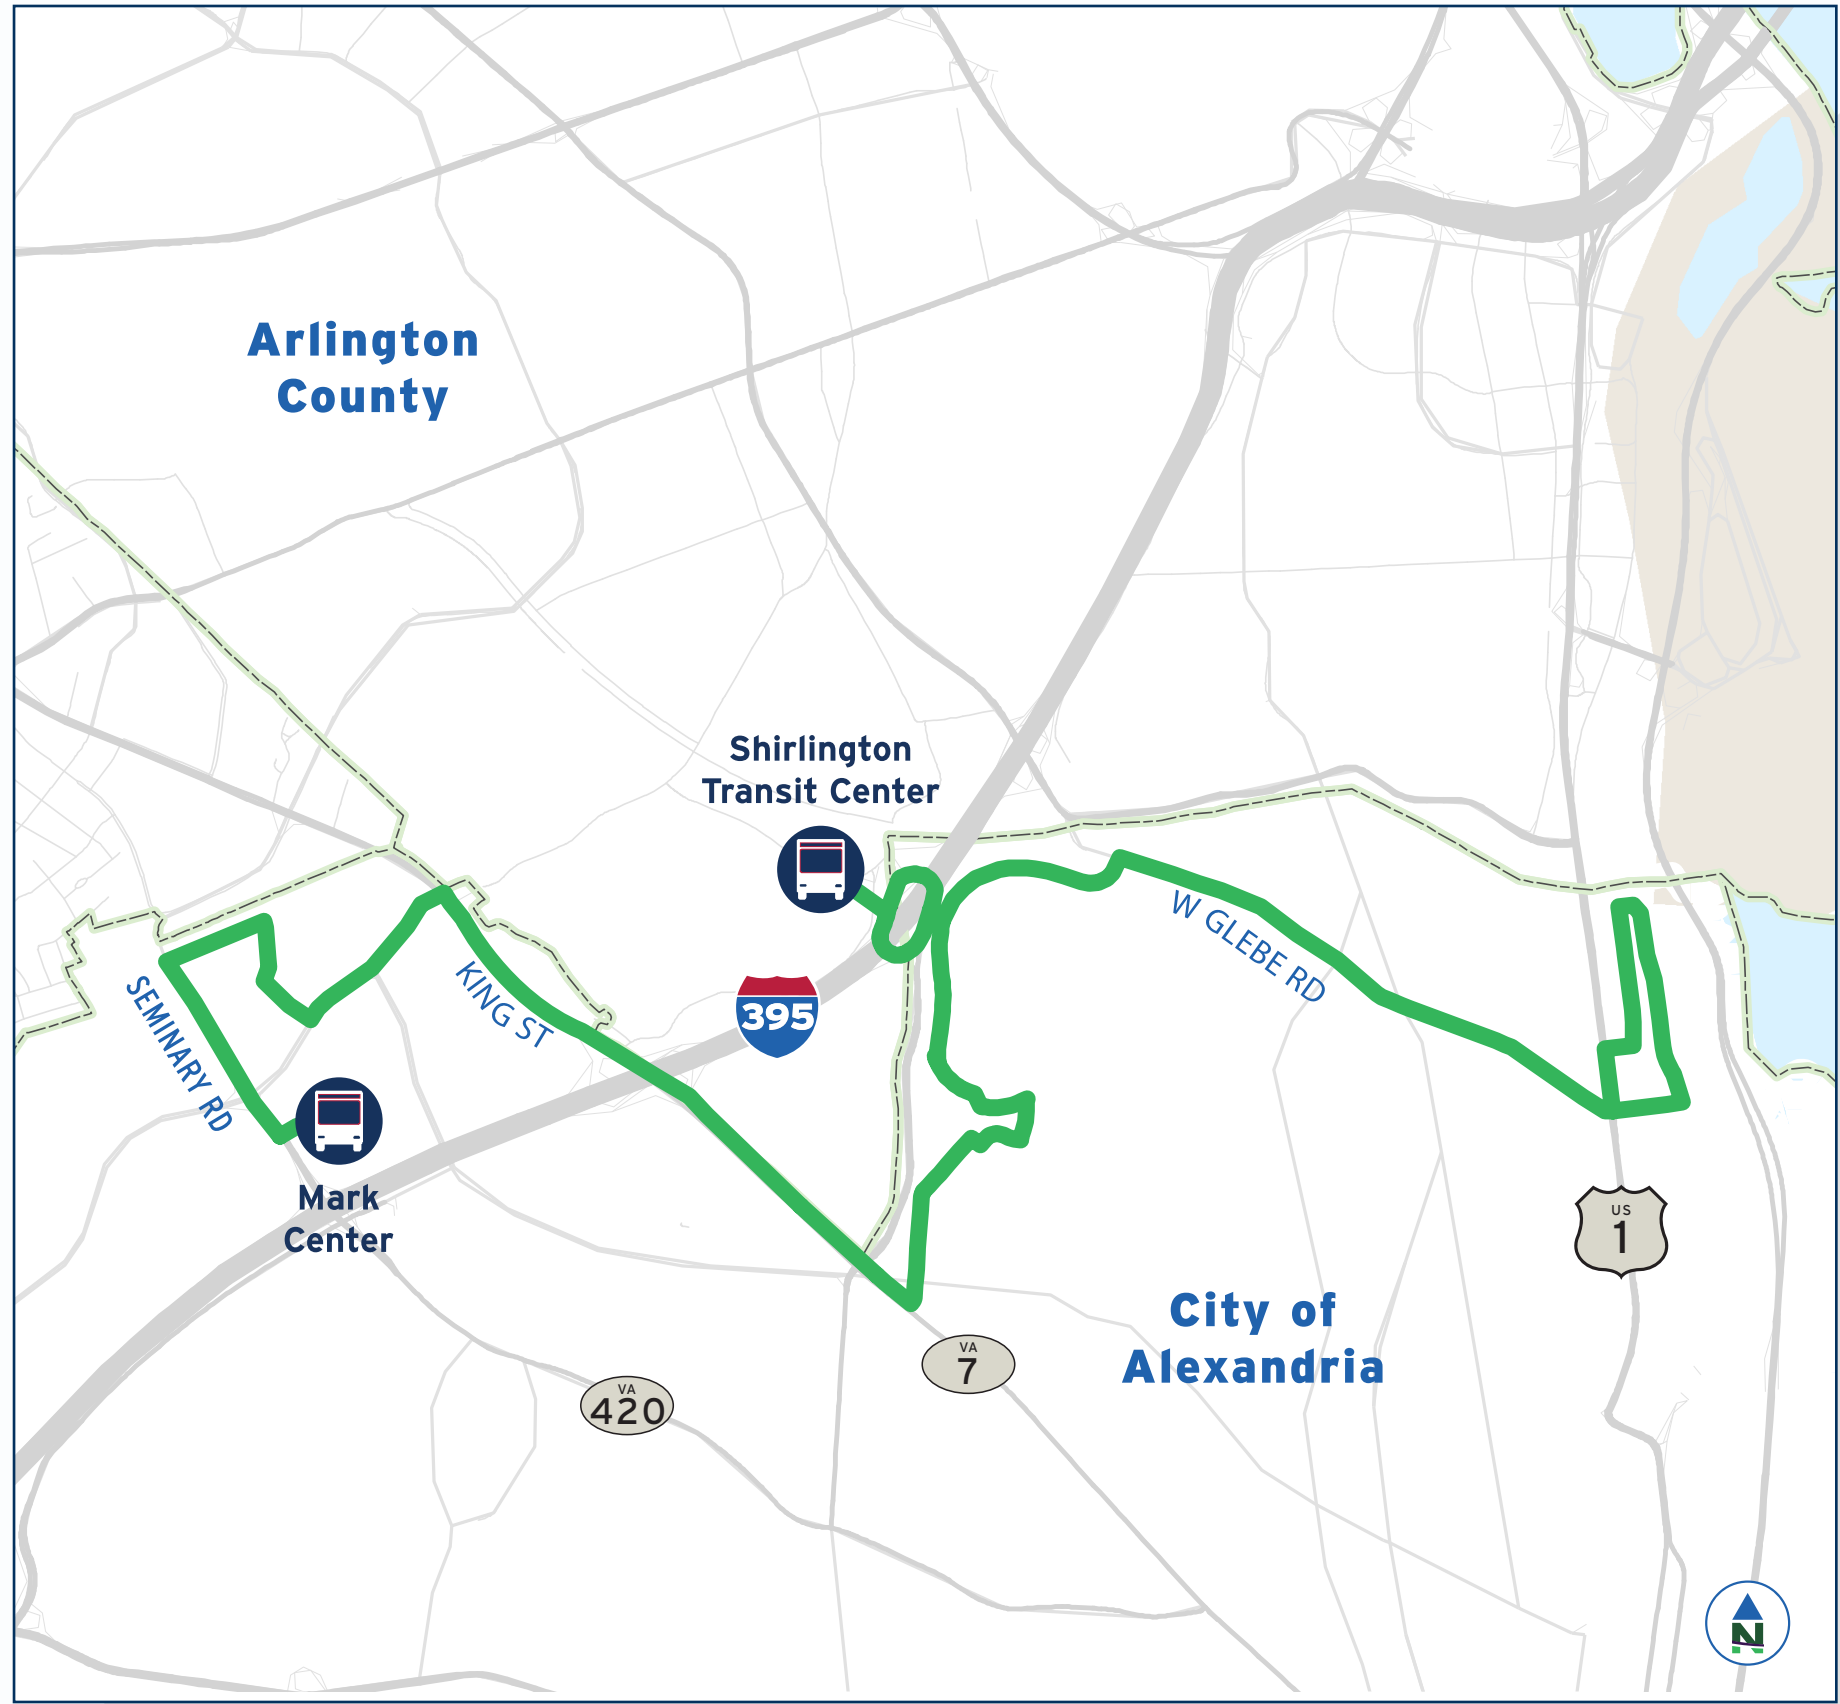 Arlington
County
Shirlington
Transit Center
W GLEBE RD
KING ST
SEMINARY RD
395
Mark
Center
US
1
City of
Alexandria
VA
7
VA
420
N